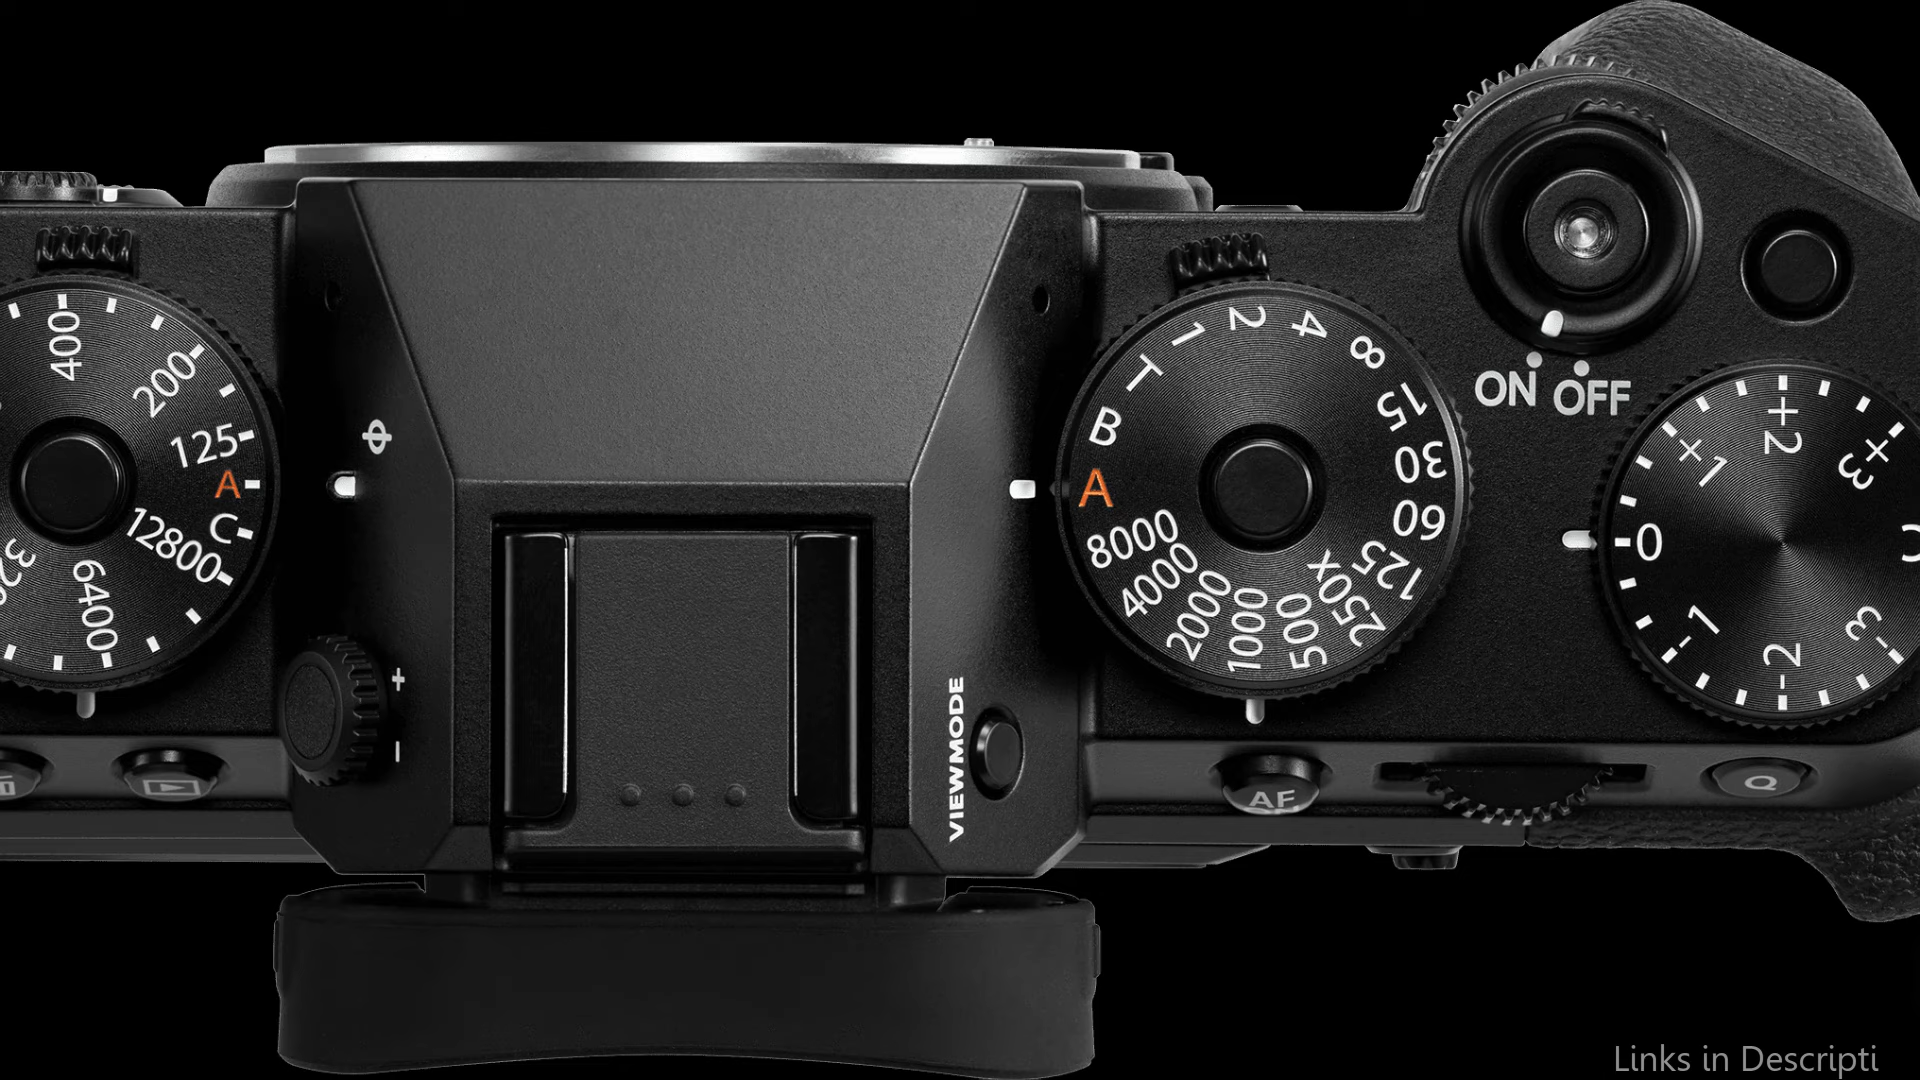 400
200
125
A
C
12800
6400
+
−
VIEWMODE
A
B
T
1
2
4
8
15
30
60
125
250X
500
1000
2000
4000
8000
ON OFF
+1
+2
+3
0
-1
-2
-3
C
AF
Q
Links in Descripti